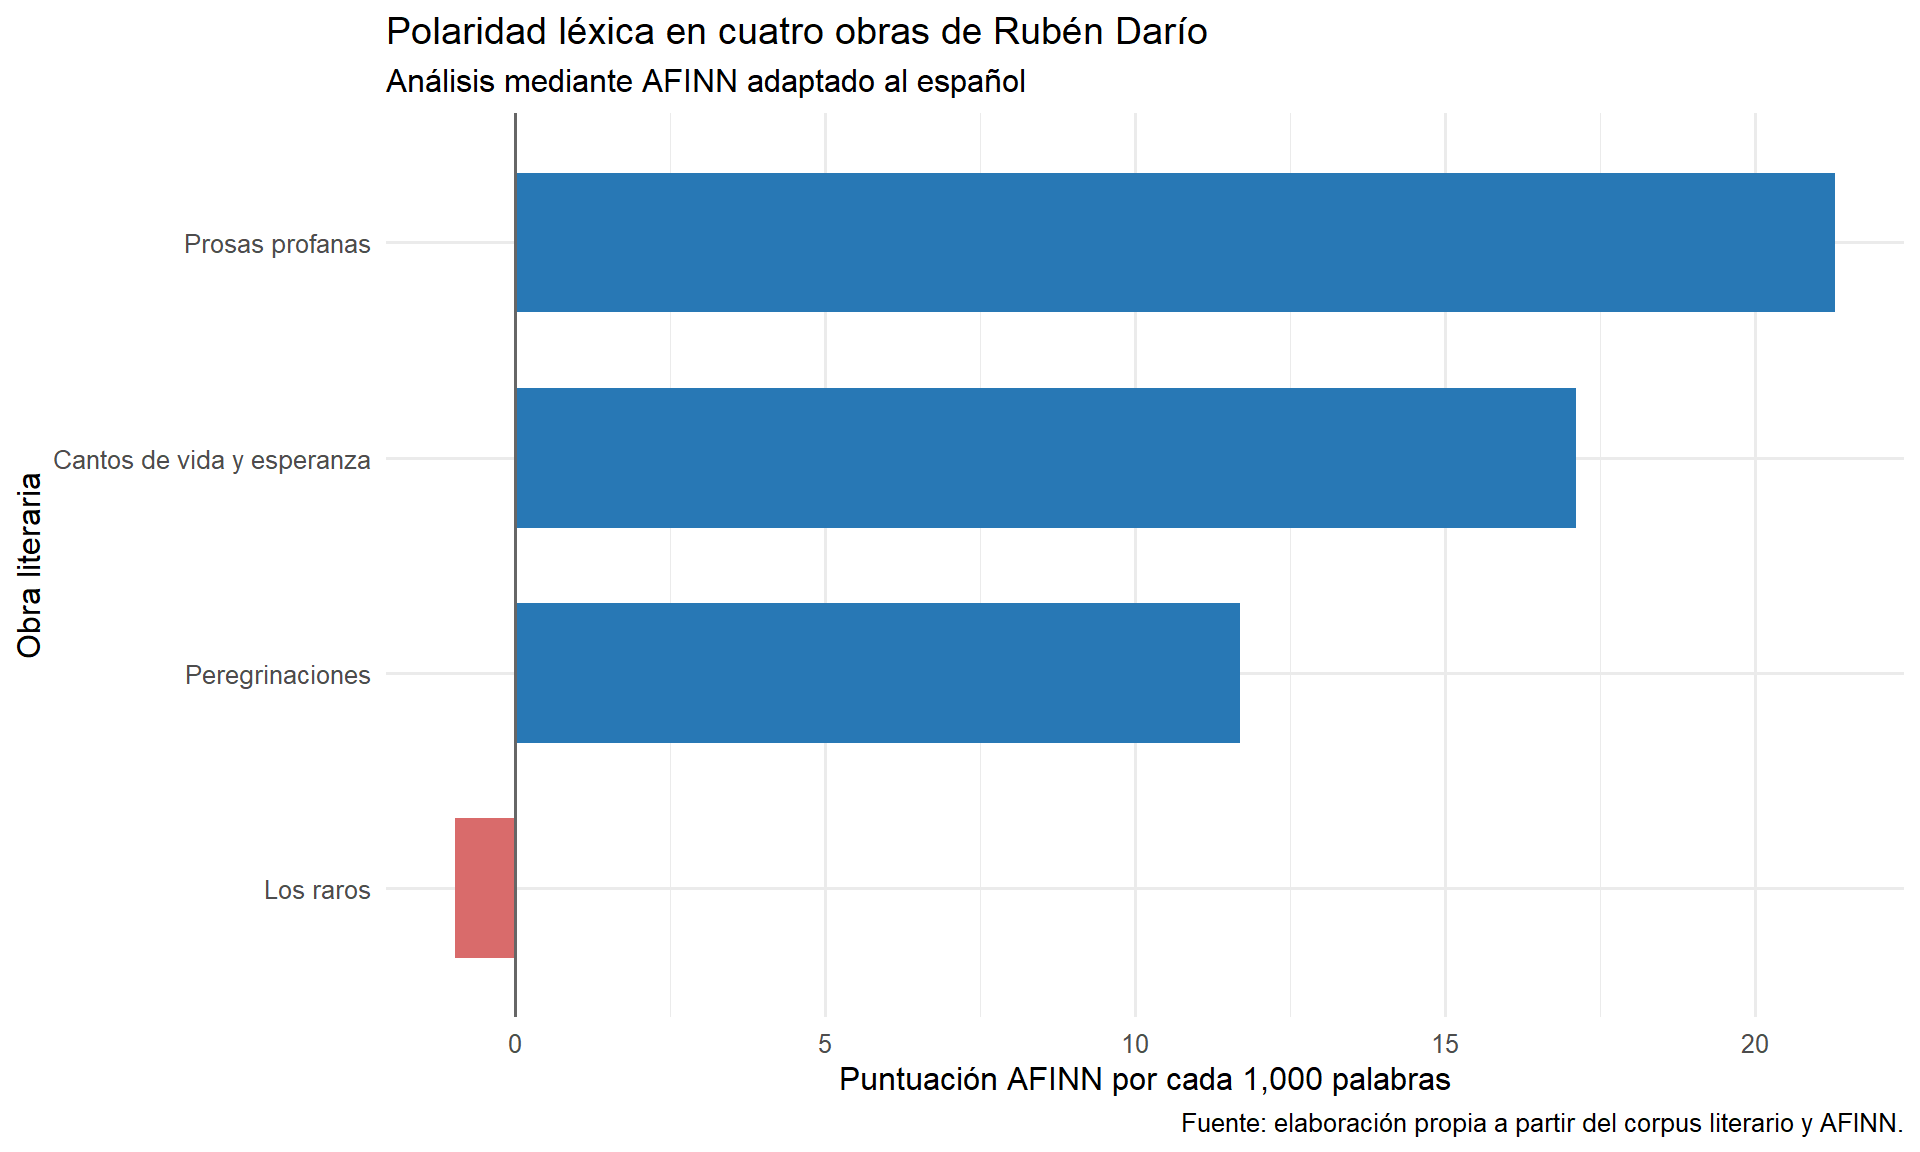 Polaridad léxica en cuatro obras de Rubén Darío
Análisis mediante AFINN adaptado al español
Obra literaria
Prosas profanas
Cantos de vida y esperanza
Peregrinaciones
Los raros
0 5 10 15 20
Puntuación AFINN por cada 1,000 palabras
Fuente: elaboración propia a partir del corpus literario y AFINN.